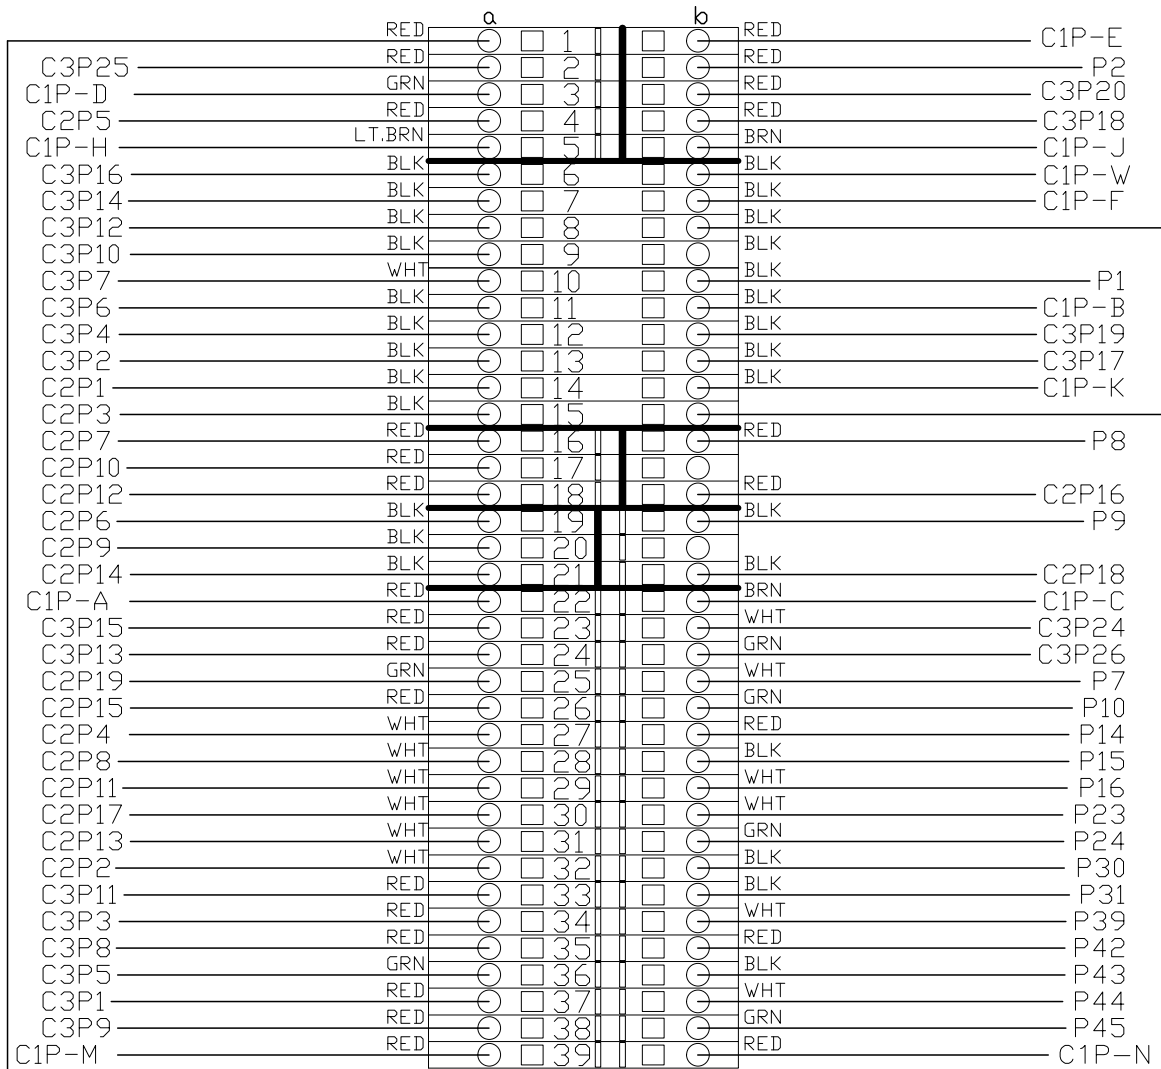 a b
RED 1 RED C1P-E
C3P25 RED 2 RED P2
C1P-D GRN 3 RED C3P20
C2P5 RED 4 RED C3P18
C1P-H LT.BRN 5 BRN C1P-J
C3P16 BLK 6 BLK C1P-W
C3P14 BLK 7 BLK C1P-F
C3P12 BLK 8 BLK
C3P10 BLK 9 BLK
C3P7 WHT 10 BLK P1
C3P6 BLK 11 BLK C1P-B
C3P4 BLK 12 BLK C3P19
C3P2 BLK 13 BLK C3P17
C2P1 BLK 14 BLK C1P-K
C2P3 BLK 15
C2P7 RED 16 RED P8
C2P10 RED 17
C2P12 RED 18 RED C2P16
C2P6 BLK 19 BLK P9
C2P9 BLK 20
C2P14 BLK 21 BLK C2P18
C1P-A RED 22 BRN C1P-C
C3P15 RED 23 WHT C3P24
C3P13 RED 24 GRN C3P26
C2P19 GRN 25 WHT P7
C2P15 RED 26 GRN P10
C2P4 WHT 27 RED P14
C2P8 WHT 28 BLK P15
C2P11 WHT 29 WHT P16
C2P17 WHT 30 WHT P23
C2P13 WHT 31 GRN P24
C2P2 WHT 32 BLK P30
C3P11 RED 33 BLK P31
C3P3 RED 34 WHT P39
C3P8 RED 35 RED P42
C3P5 GRN 36 BLK P43
C3P1 RED 37 WHT P44
C3P9 RED 38 GRN P45
C1P-M RED 39 RED C1P-N